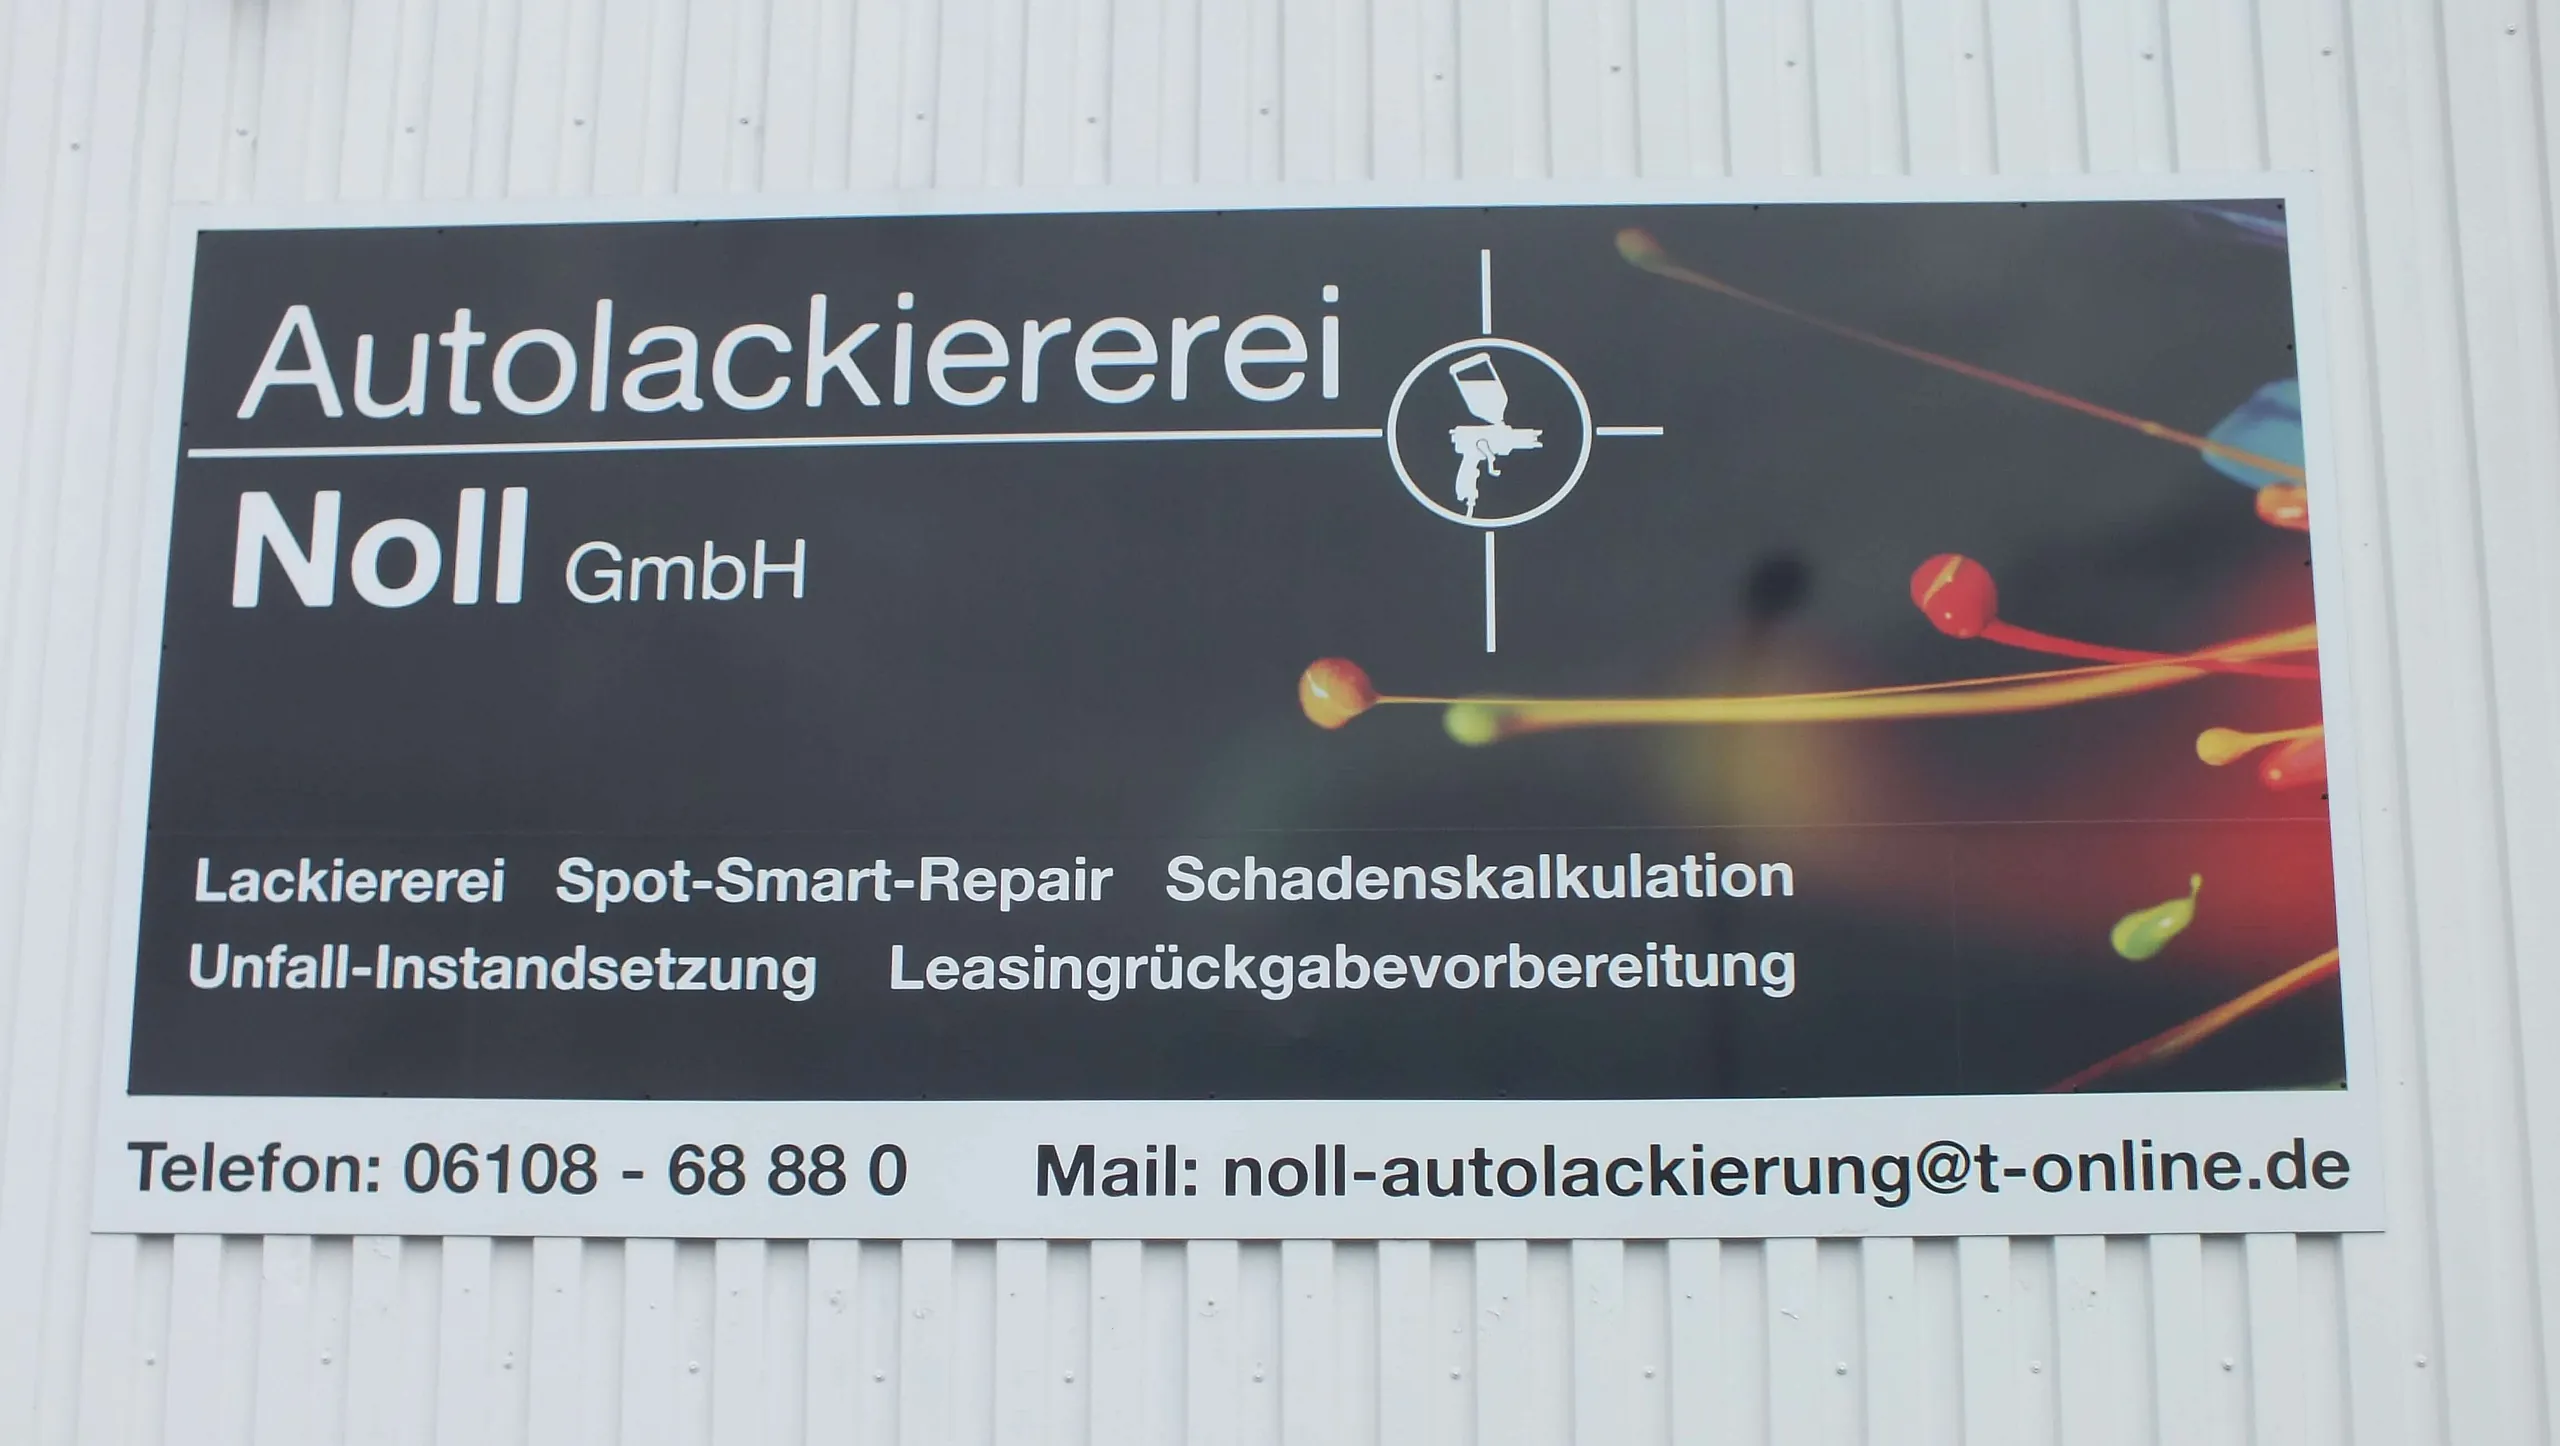 Autolackiererei
Noll GmbH
Lackiererei Spot-Smart-Repair Schadenskalkulation
Unfall-Instandsetzung Leasingrückgabevorbereitung
Telefon: 06108 - 68 88 0 Mail: noll-autolackierung@t-online.de